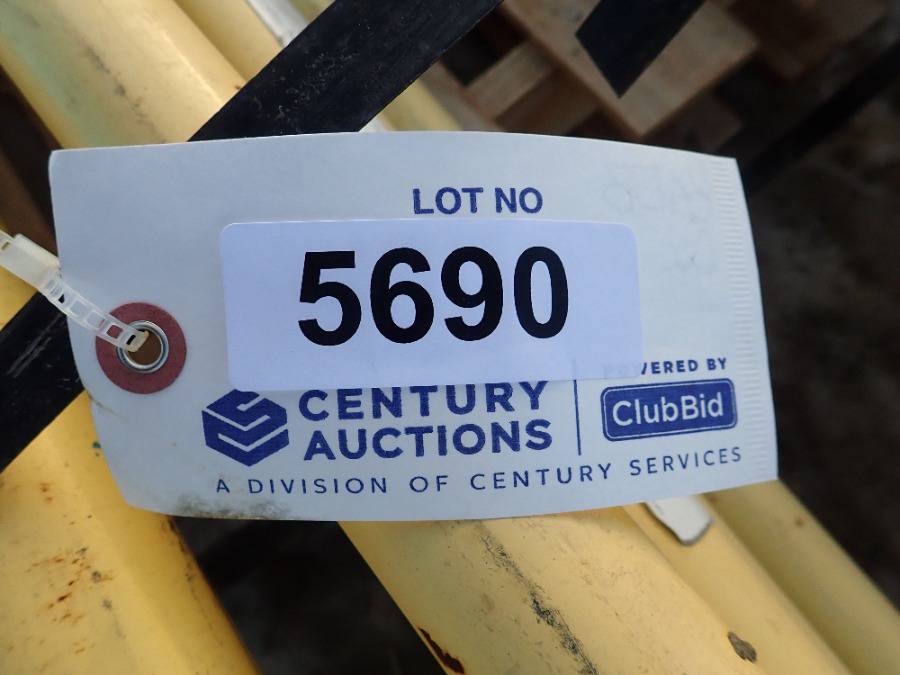 LOT NO
5690
CENTURY
AUCTIONS
POWERED BY
ClubBid
A DIVISION OF CENTURY SERVICES